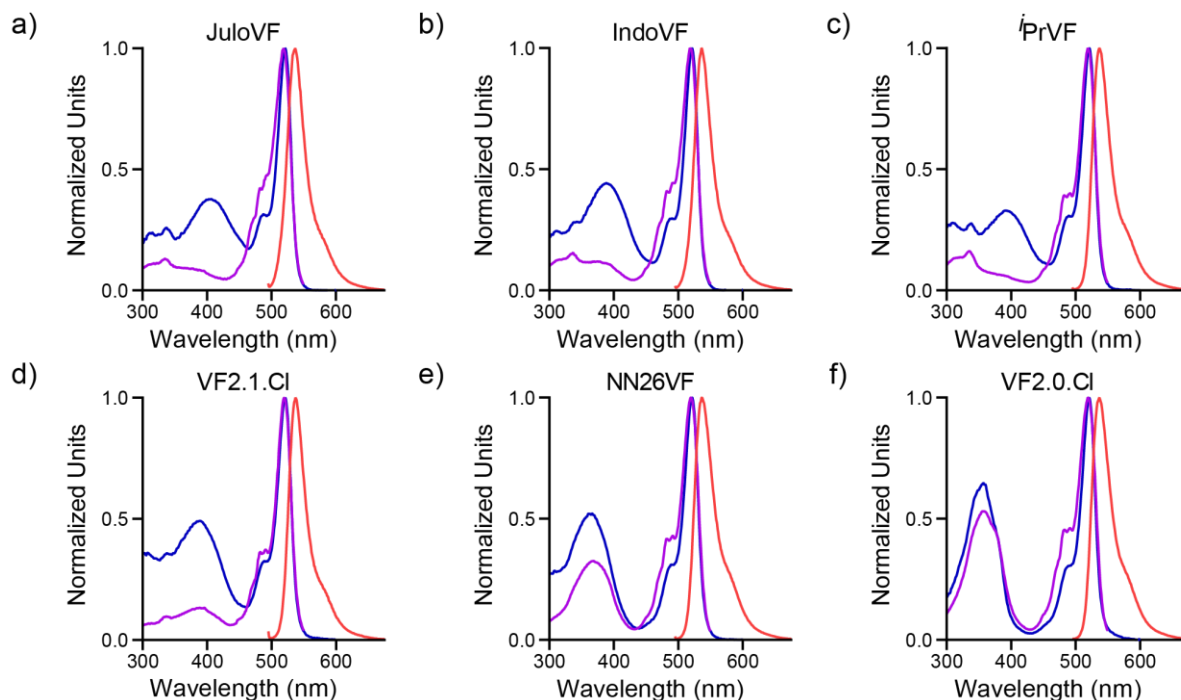 a)
JuloVF
Normalized Units
1.0
0.5
0.0
300 400 500 600
Wavelength (nm)
b)
IndoVF
Normalized Units
1.0
0.5
0.0
300 400 500 600
Wavelength (nm)
c)
iPrVF
Normalized Units
1.0
0.5
0.0
300 400 500 600
Wavelength (nm)
d)
VF2.1.Cl
Normalized Units
1.0
0.5
0.0
300 400 500 600
Wavelength (nm)
e)
NN26VF
Normalized Units
1.0
0.5
0.0
300 400 500 600
Wavelength (nm)
f)
VF2.0.Cl
Normalized Units
1.0
0.5
0.0
300 400 500 600
Wavelength (nm)